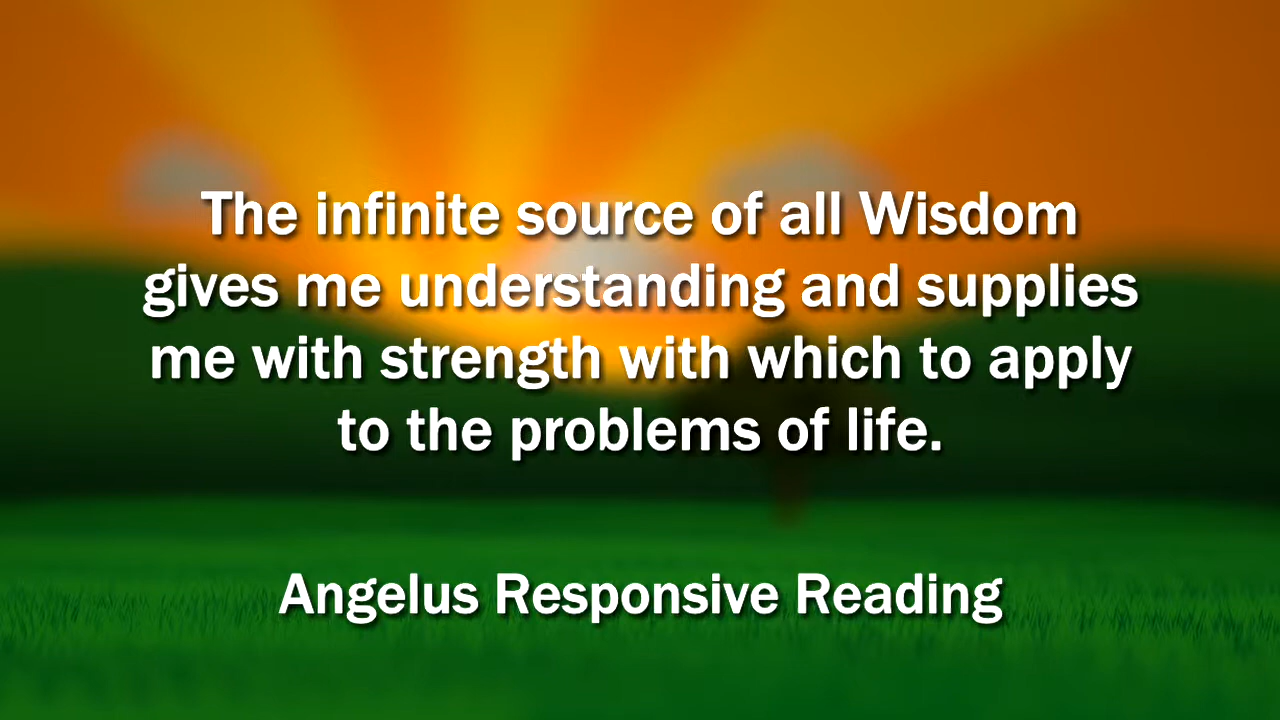 The infinite source of all Wisdom
gives me understanding and supplies
me with strength with which to apply
to the problems of life.
Angelus Responsive Reading